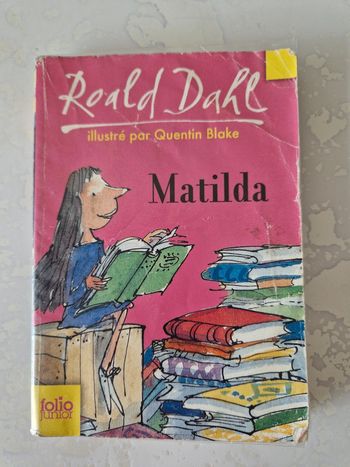 Roald Dahl
illustré par Quentin Blake
Matilda
folio
junior